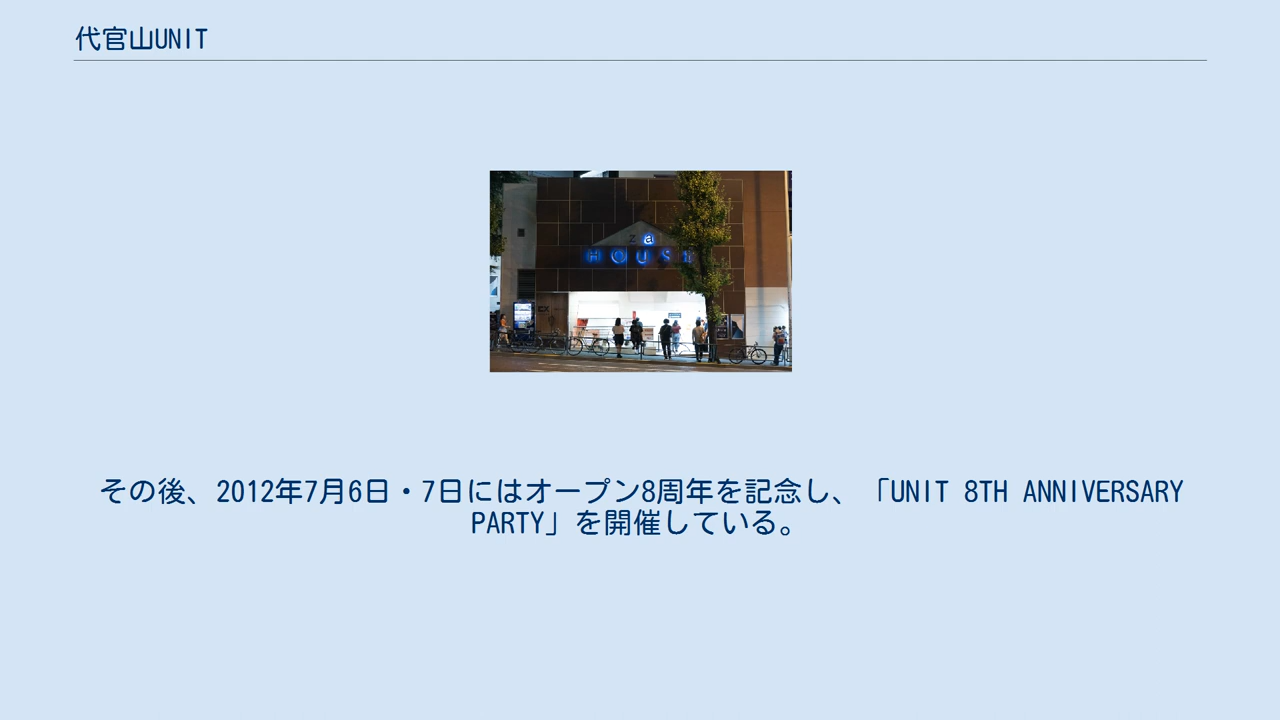 代官山UNIT
za
HOUSE
その後、2012年7月6日・7日にはオープン8周年を記念し、「UNIT 8TH ANNIVERSARY
PARTY」を開催している。